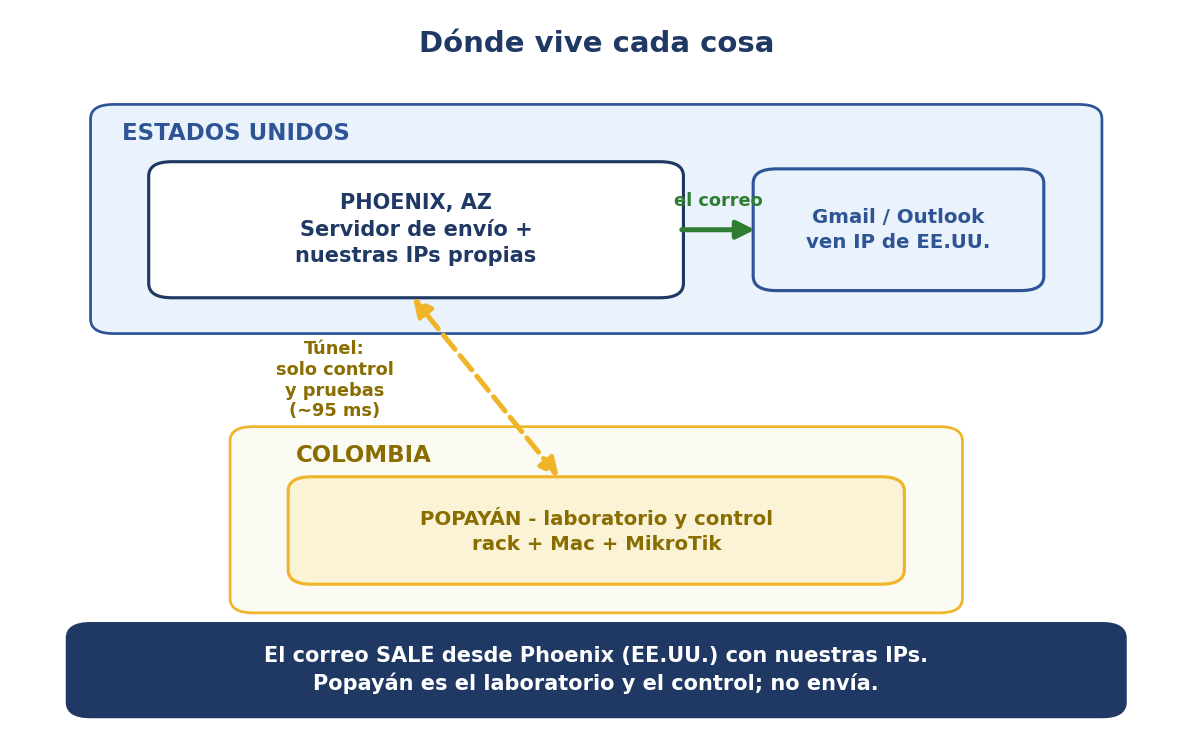 Dónde vive cada cosa
ESTADOS UNIDOS
PHOENIX, AZ
Servidor de envío +
nuestras IPs propias
el correo
Gmail / Outlook
ven IP de EE.UU.
Túnel:
solo control
y pruebas
(~95 ms)
COLOMBIA
POPAYÁN - laboratorio y control
rack + Mac + MikroTik
El correo SALE desde Phoenix (EE.UU.) con nuestras IPs.
Popayán es el laboratorio y el control; no envía.